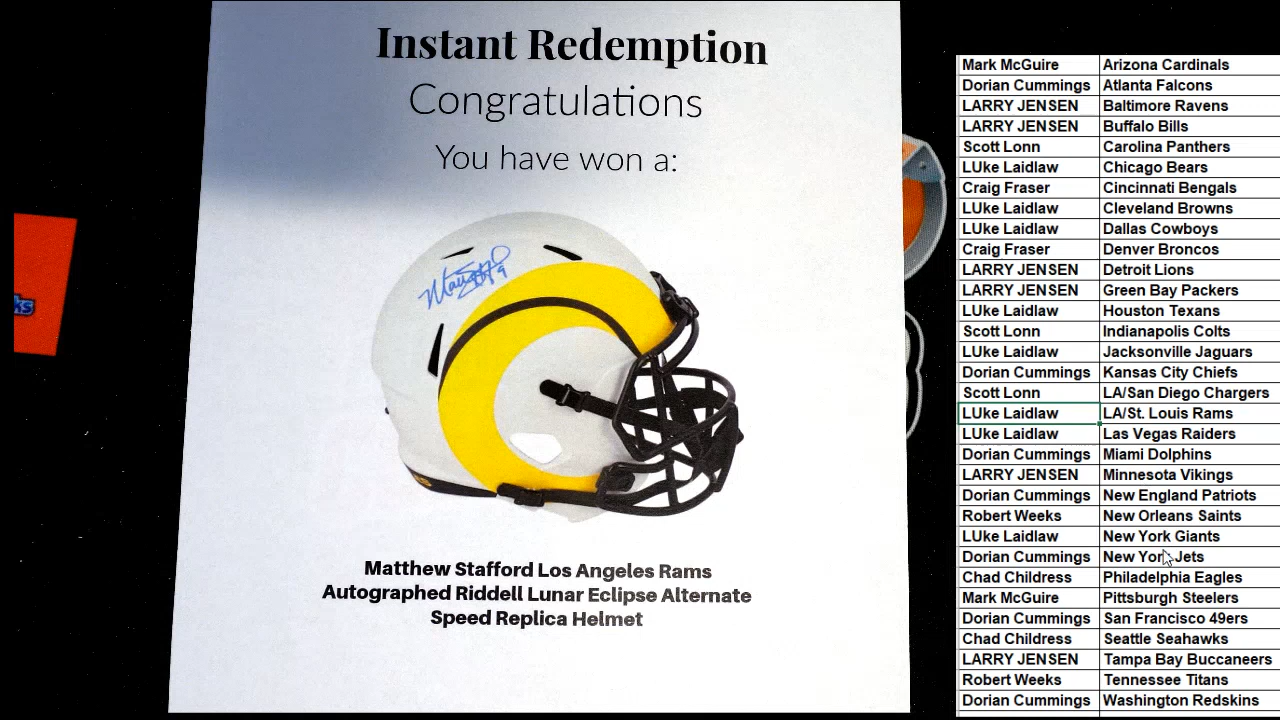 Instant Redemption
Congratulations
You have won a:
Matthew Stafford Los Angeles Rams
Autographed Riddell Lunar Eclipse Alternate
Speed Replica Helmet
ks
Mark McGuire Arizona Cardinals
Dorian Cummings Atlanta Falcons
LARRY JENSEN Baltimore Ravens
LARRY JENSEN Buffalo Bills
Scott Lonn Carolina Panthers
LUke Laidlaw Chicago Bears
Craig Fraser Cincinnati Bengals
LUke Laidlaw Cleveland Browns
LUke Laidlaw Dallas Cowboys
Craig Fraser Denver Broncos
LARRY JENSEN Detroit Lions
LARRY JENSEN Green Bay Packers
LUke Laidlaw Houston Texans
Scott Lonn Indianapolis Colts
LUke Laidlaw Jacksonville Jaguars
Dorian Cummings Kansas City Chiefs
Scott Lonn LA/San Diego Chargers
LUke Laidlaw LA/St. Louis Rams
LUke Laidlaw Las Vegas Raiders
Dorian Cummings Miami Dolphins
LARRY JENSEN Minnesota Vikings
Dorian Cummings New England Patriots
Robert Weeks New Orleans Saints
LUke Laidlaw New York Giants
Dorian Cummings New York Jets
Chad Childress Philadelphia Eagles
Mark McGuire Pittsburgh Steelers
Dorian Cummings San Francisco 49ers
Chad Childress Seattle Seahawks
LARRY JENSEN Tampa Bay Buccaneers
Robert Weeks Tennessee Titans
Dorian Cummings Washington Redskins